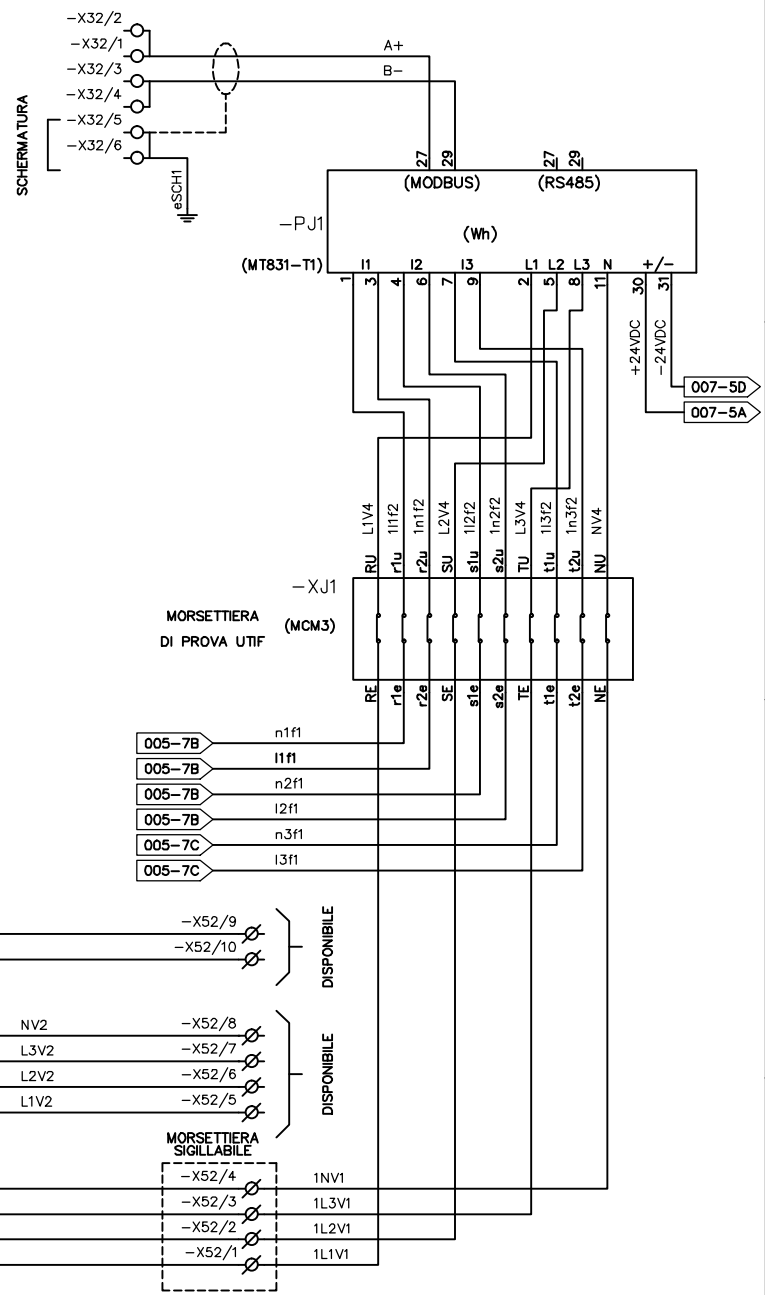 -X32/2
-X32/1
A+
-X32/3
B-
-X32/4
-X32/5
-X32/6
SCHERMATURA
eSCH1
27
29
27
29
(MODBUS)
(RS485)
-PJ1
(Wh)
(MT831-T1)
I1
I2
I3
L1
L2
L3
N
+/-
1
3
4
6
7
9
2
5
8
11
30
31
+24VDC
-24VDC
007-5D
007-5A
L1V4
1l1f2
1n1f2
L2V4
1l2f2
1n2f2
L3V4
1l3f2
1n3f2
NV4
RU
r1u
r2u
SU
s1u
s2u
TU
t1u
t2u
NU
-XJ1
MORSETTIERA
DI PROVA UTIF
(MCM3)
RE
r1e
r2e
SE
s1e
s2e
TE
t1e
t2e
NE
005-7B
n1f1
005-7B
l1f1
005-7B
n2f1
005-7B
l2f1
005-7C
n3f1
005-7C
l3f1
-X52/9
-X52/10
DISPONIBILE
NV2
-X52/8
L3V2
-X52/7
L2V2
-X52/6
L1V2
-X52/5
DISPONIBILE
MORSETTIERA
SIGILLABILE
-X52/4
1NV1
-X52/3
1L3V1
-X52/2
1L2V1
-X52/1
1L1V1